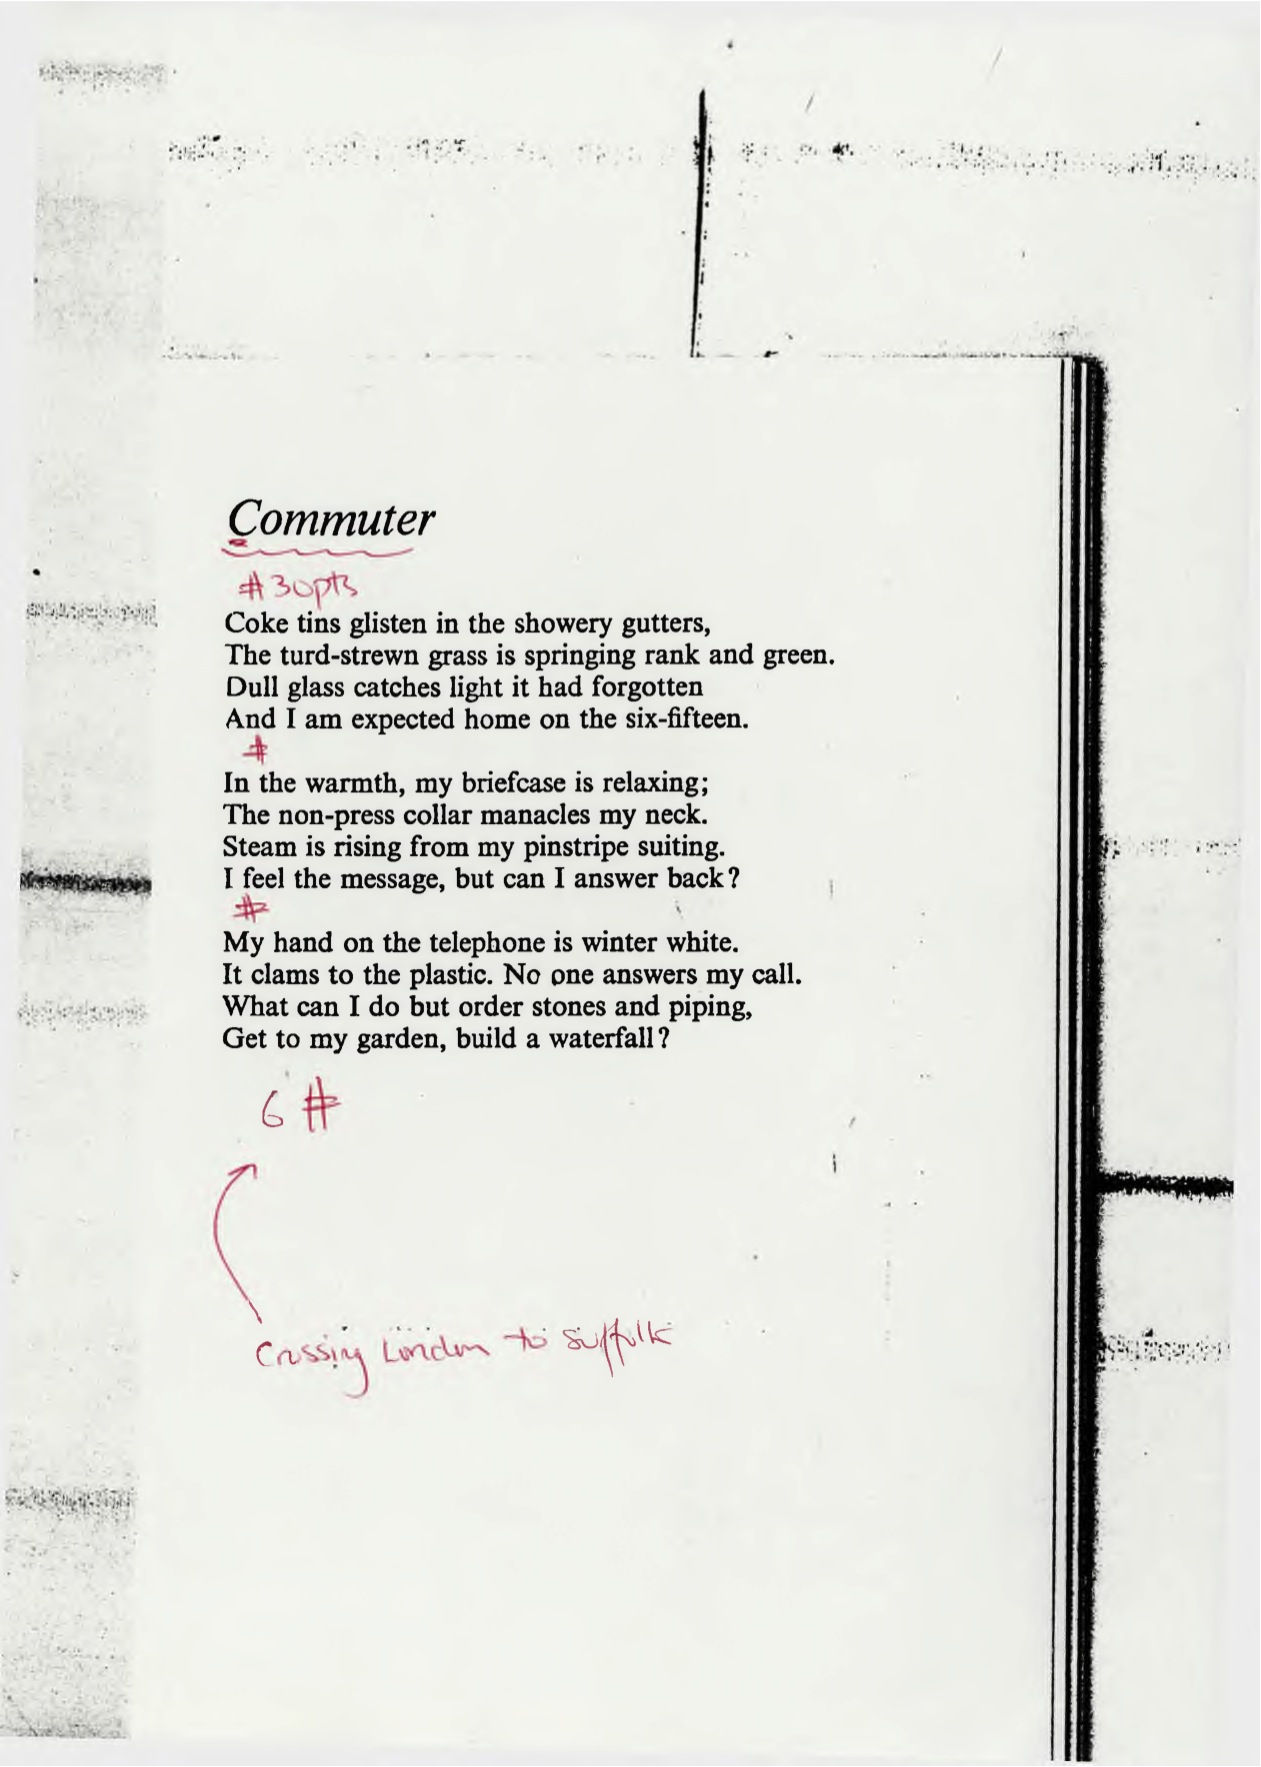 Commuter
# 30pts
Coke tins glisten in the showery gutters,
The turd-strewn grass is springing rank and green.
Dull glass catches light it had forgotten
And I am expected home on the six-fifteen.
#
In the warmth, my briefcase is relaxing;
The non-press collar manacles my neck.
Steam is rising from my pinstripe suiting.
I feel the message, but can I answer back?
#
My hand on the telephone is winter white.
It clams to the plastic. No one answers my call.
What can I do but order stones and piping,
Get to my garden, build a waterfall?
6 #
Crossing London to Suffolk